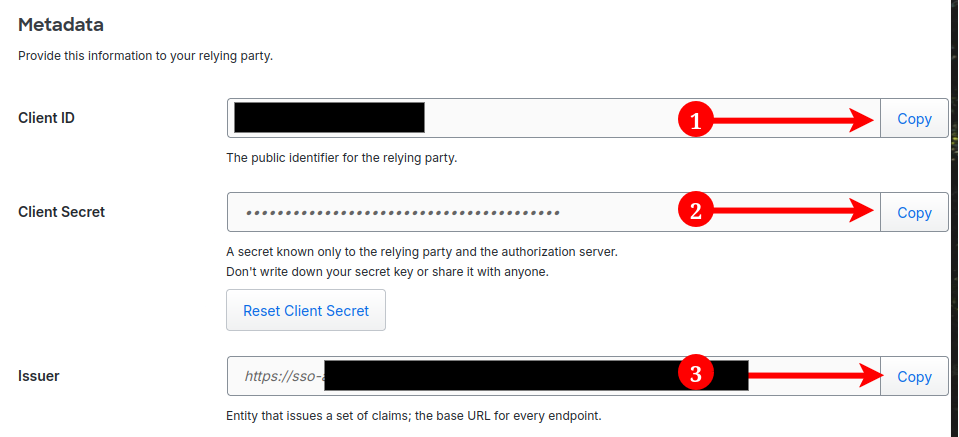 Metadata
Provide this information to your relying party.
Client ID
1
Copy
The public identifier for the relying party.
Client Secret
••••••••••••••••••••••••••••••••••••••••
2
Copy
A secret known only to the relying party and the authorization server.
Don't write down your secret key or share it with anyone.
Reset Client Secret
Issuer
https://sso-
3
Copy
Entity that issues a set of claims; the base URL for every endpoint.